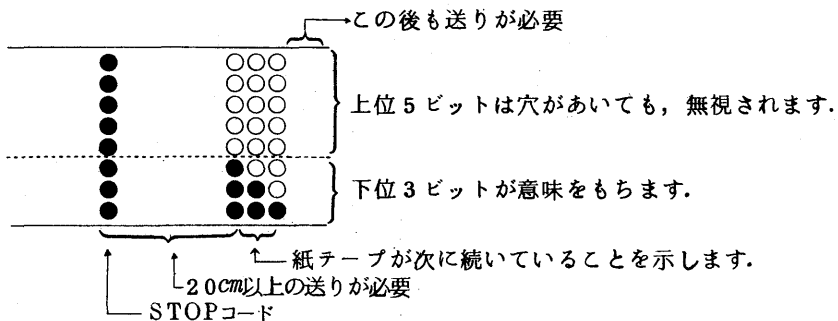 この後も送りが必要
上位5ビットは穴があいても，無視されます．
下位3ビットが意味をもちます．
紙テープが次に続いていることを示します．
20cm以上の送りが必要
STOPコード